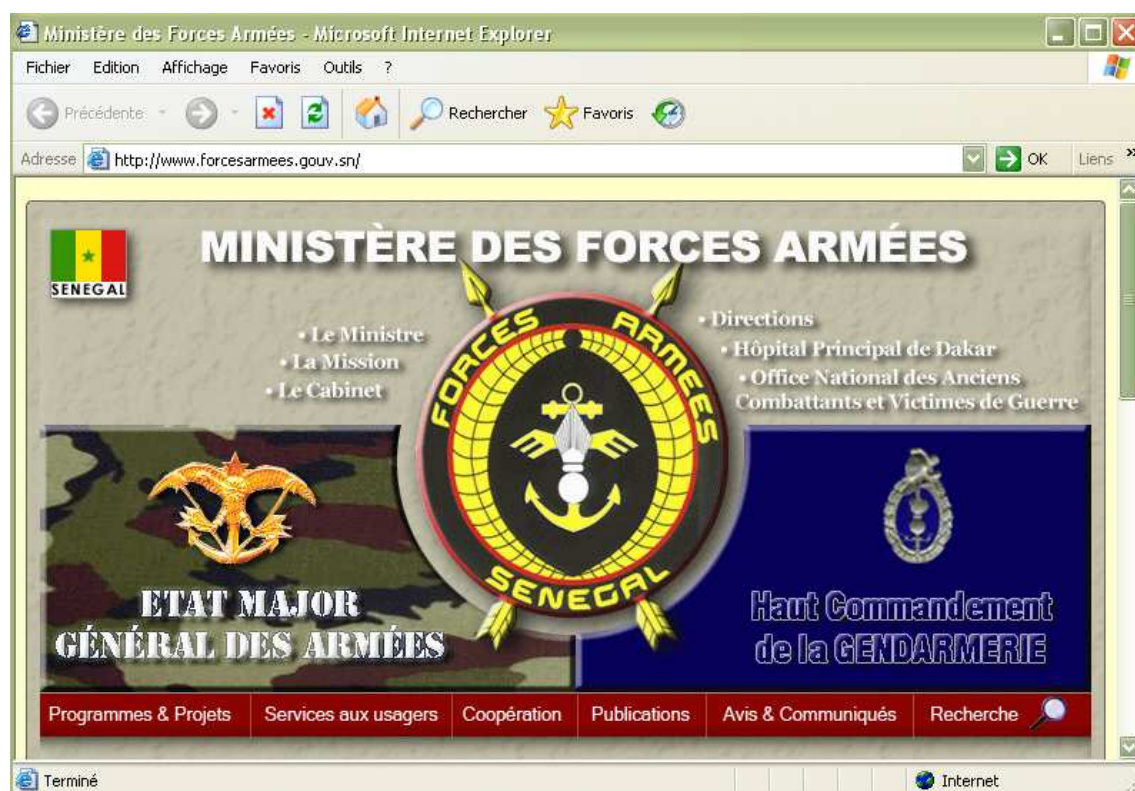 Ministère des Forces Armées - Microsoft Internet Explorer
Fichier Edition Affichage Favoris Outils ?
Précédente Rechercher Favoris
Adresse http://www.forcesarmees.gouv.sn/ OK Liens »
MINISTÈRE DES FORCES ARMÉES
SENEGAL
• Le Ministre
• La Mission
• Le Cabinet
• Directions
• Hôpital Principal de Dakar
• Office National des Anciens
Combattants et Victimes de Guerre
FORCES ARMEES
SENEGAL
ETAT MAJOR
GÉNÉRAL DES ARMÉES
Haut Commandement
de la GENDARMERIE
Programmes & Projets Services aux usagers Coopération Publications Avis & Communiqués Recherche
Terminé Internet